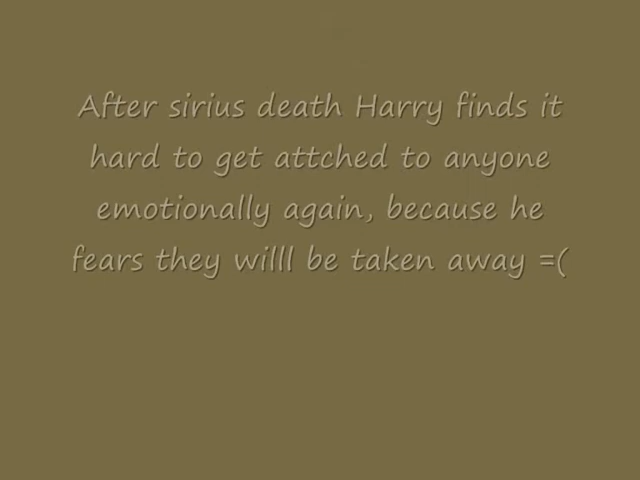 After sirius death Harry finds it
hard to get attched to anyone
emotionally again, because he
fears they willl be taken away =(